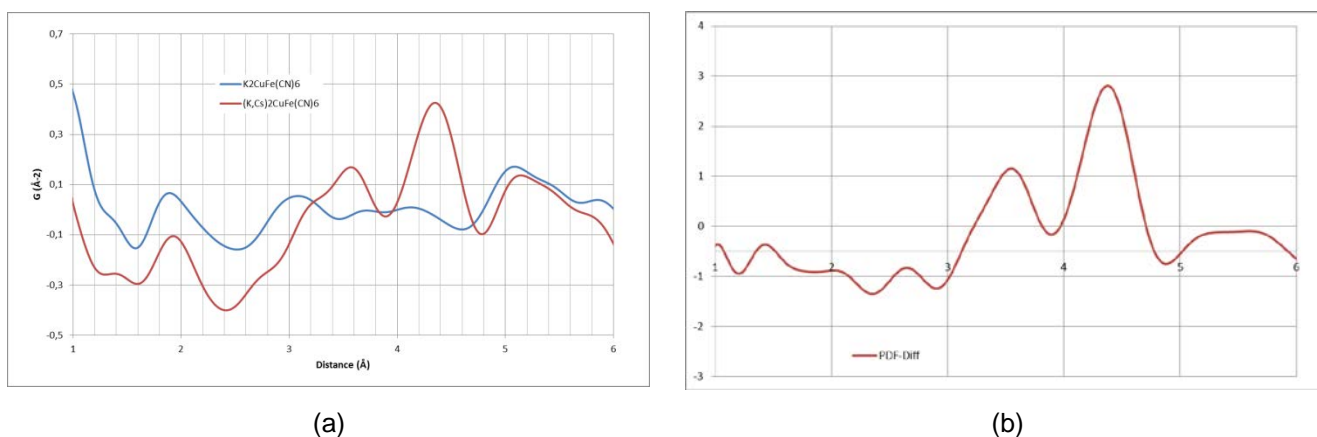 0,7
0,5
0,3
0,1
-0,1
-0,3
-0,5
G (Å-2)
K2CuFe(CN)6
(K,Cs)2CuFe(CN)6
1 2 3 4 5 6
Distance (Å)
(a)
4
3
2
1
0
-1
-2
-3
1 2 3 4 5 6
PDF-Diff
(b)